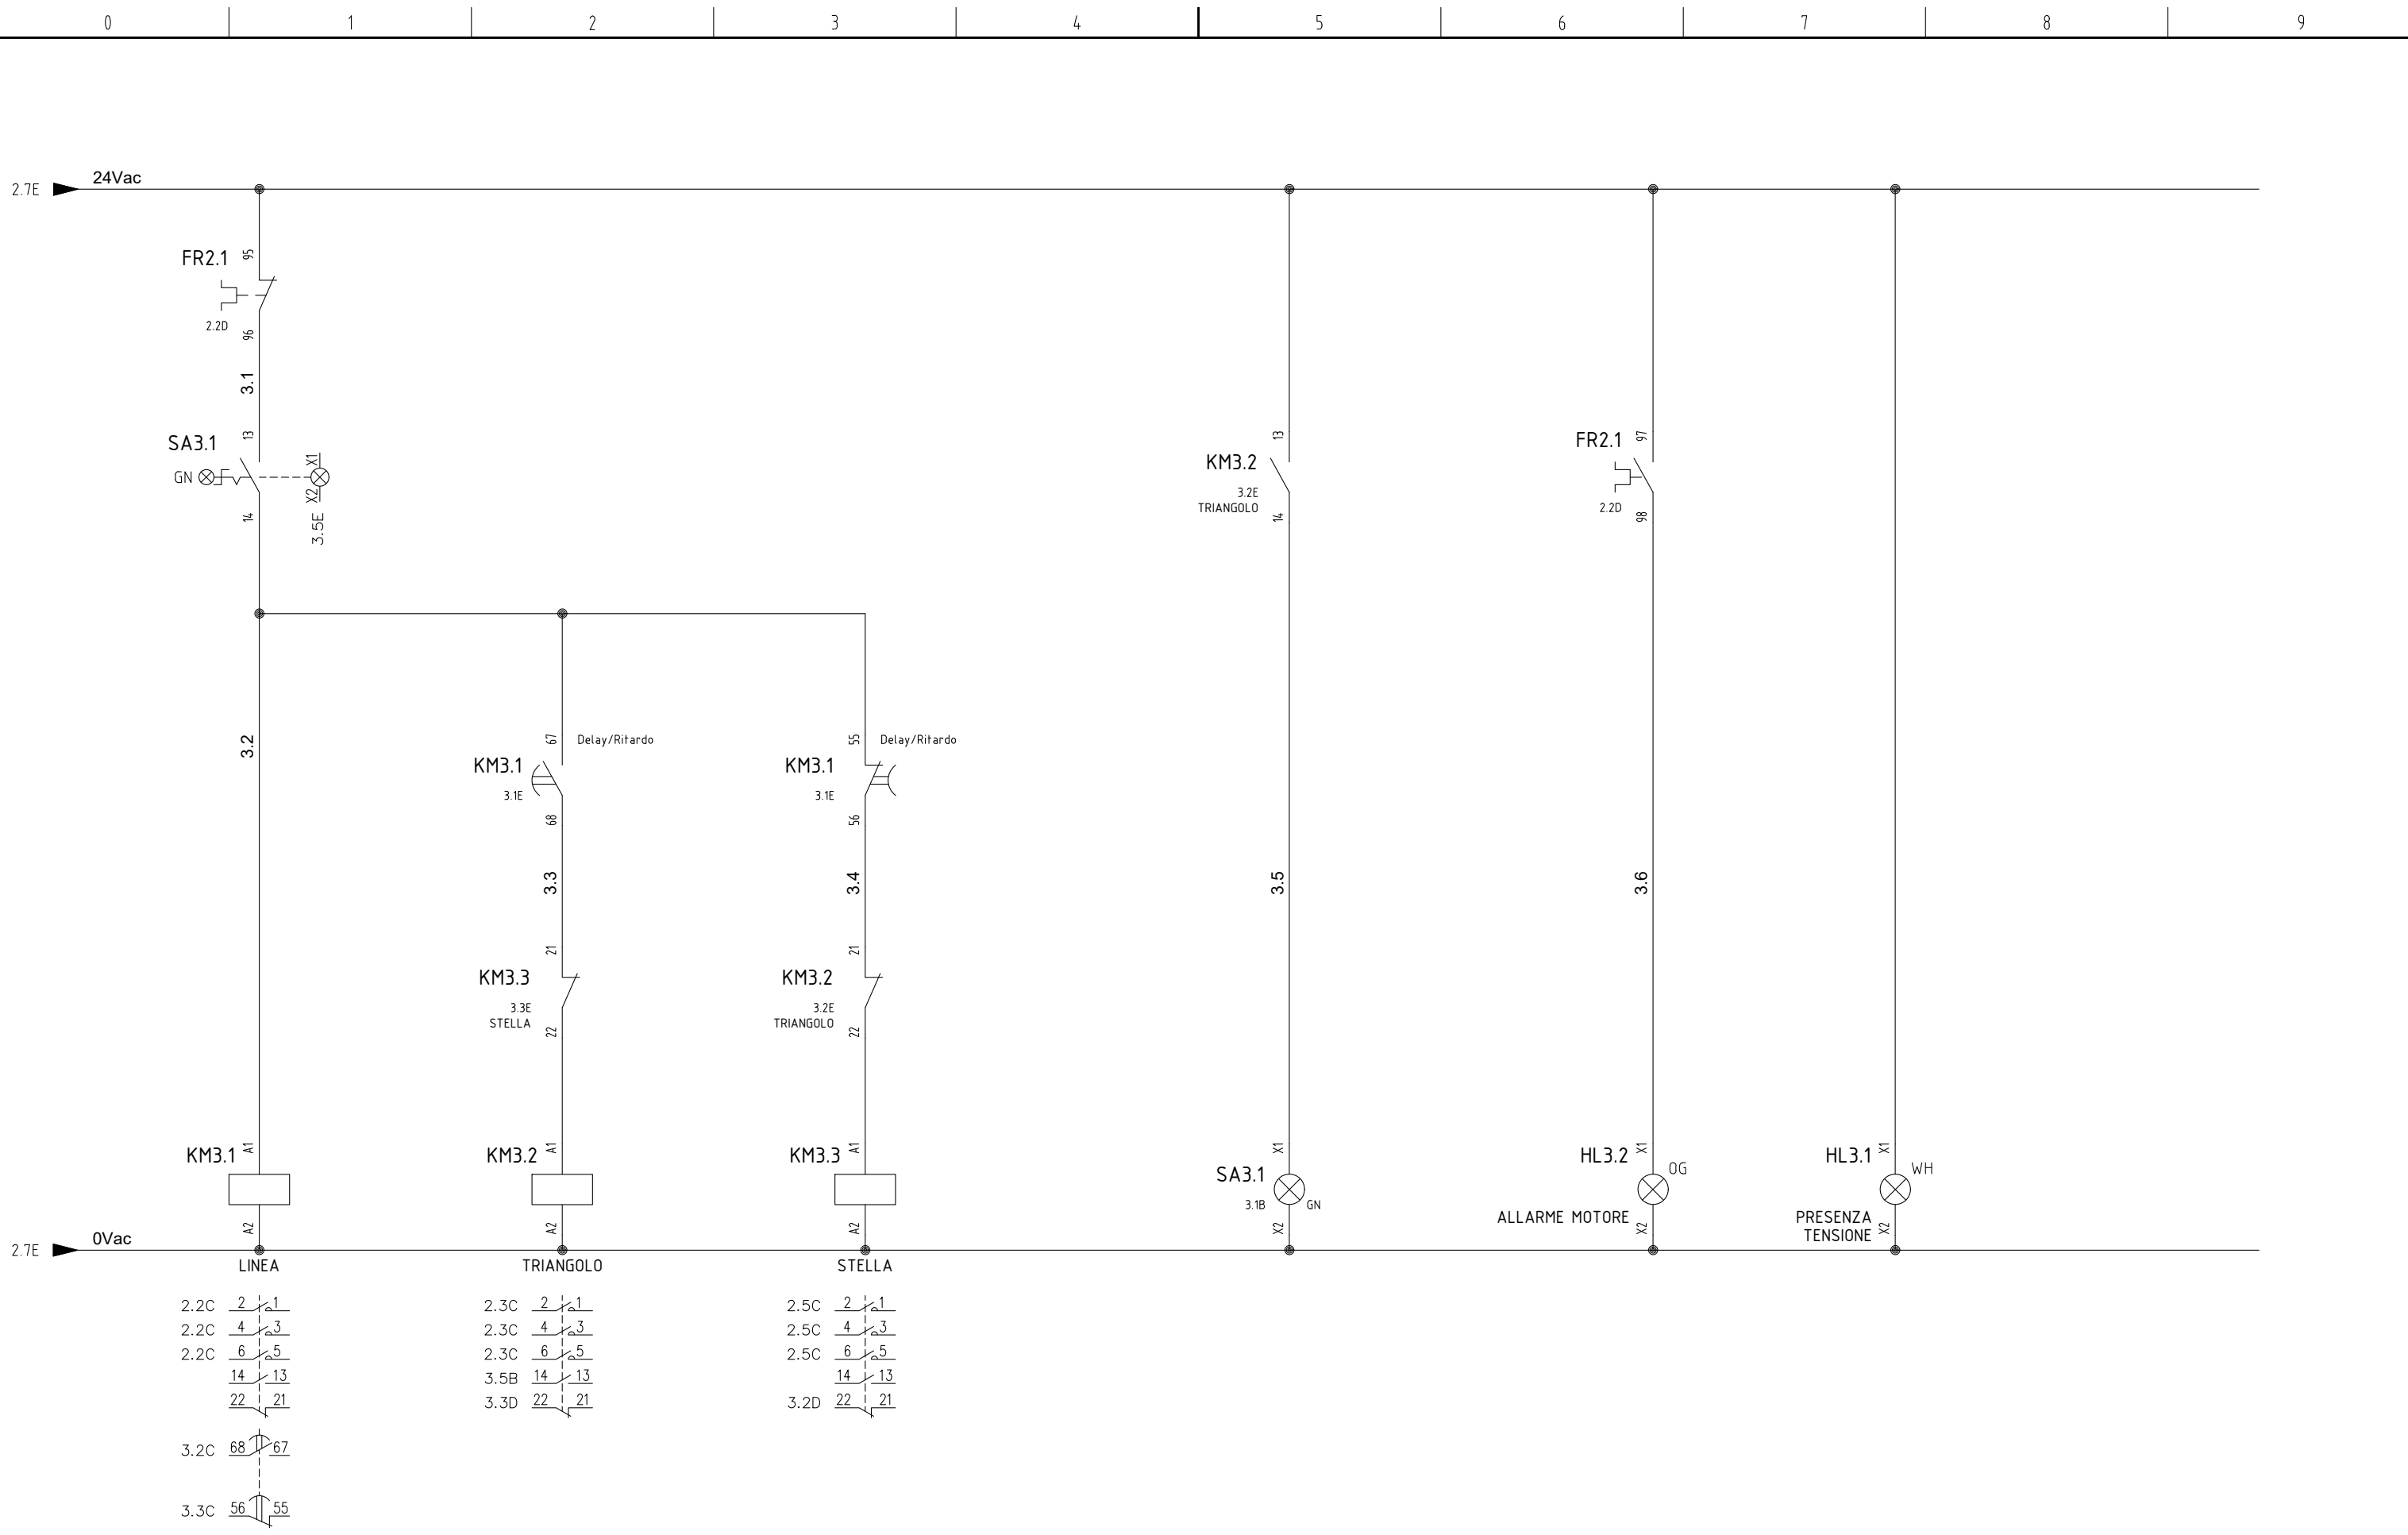 0 1 2 3 4 5 6 7 8 9
2.7E 24Vac
FR2.1 95
2.2D
96
3.1
SA3.1 13
GN X1
X2
14
3.5E
KM3.2 13
3.2E
TRIANGOLO 14
FR2.1 97
2.2D 98
3.2
67 Delay/Ritardo
KM3.1
3.1E
68
55 Delay/Ritardo
KM3.1
3.1E
56
3.3
3.4
3.5
3.6
21
KM3.3
3.3E
STELLA
22
21
KM3.2
3.2E
TRIANGOLO
22
KM3.1 A1
A2
KM3.2 A1
A2
KM3.3 A1
A2
X1
SA3.1
3.1B GN
X2
HL3.2 X1
OG
ALLARME MOTORE X2
HL3.1 X1
WH
PRESENZA
TENSIONE X2
2.7E 0Vac
LINEA
2.2C 2 1
2.2C 4 3
2.2C 6 5
14 13
22 21
3.2C 68 67
3.3C 56 55
TRIANGOLO
2.3C 2 1
2.3C 4 3
2.3C 6 5
3.5B 14 13
3.3D 22 21
STELLA
2.5C 2 1
2.5C 4 3
2.5C 6 5
14 13
3.2D 22 21